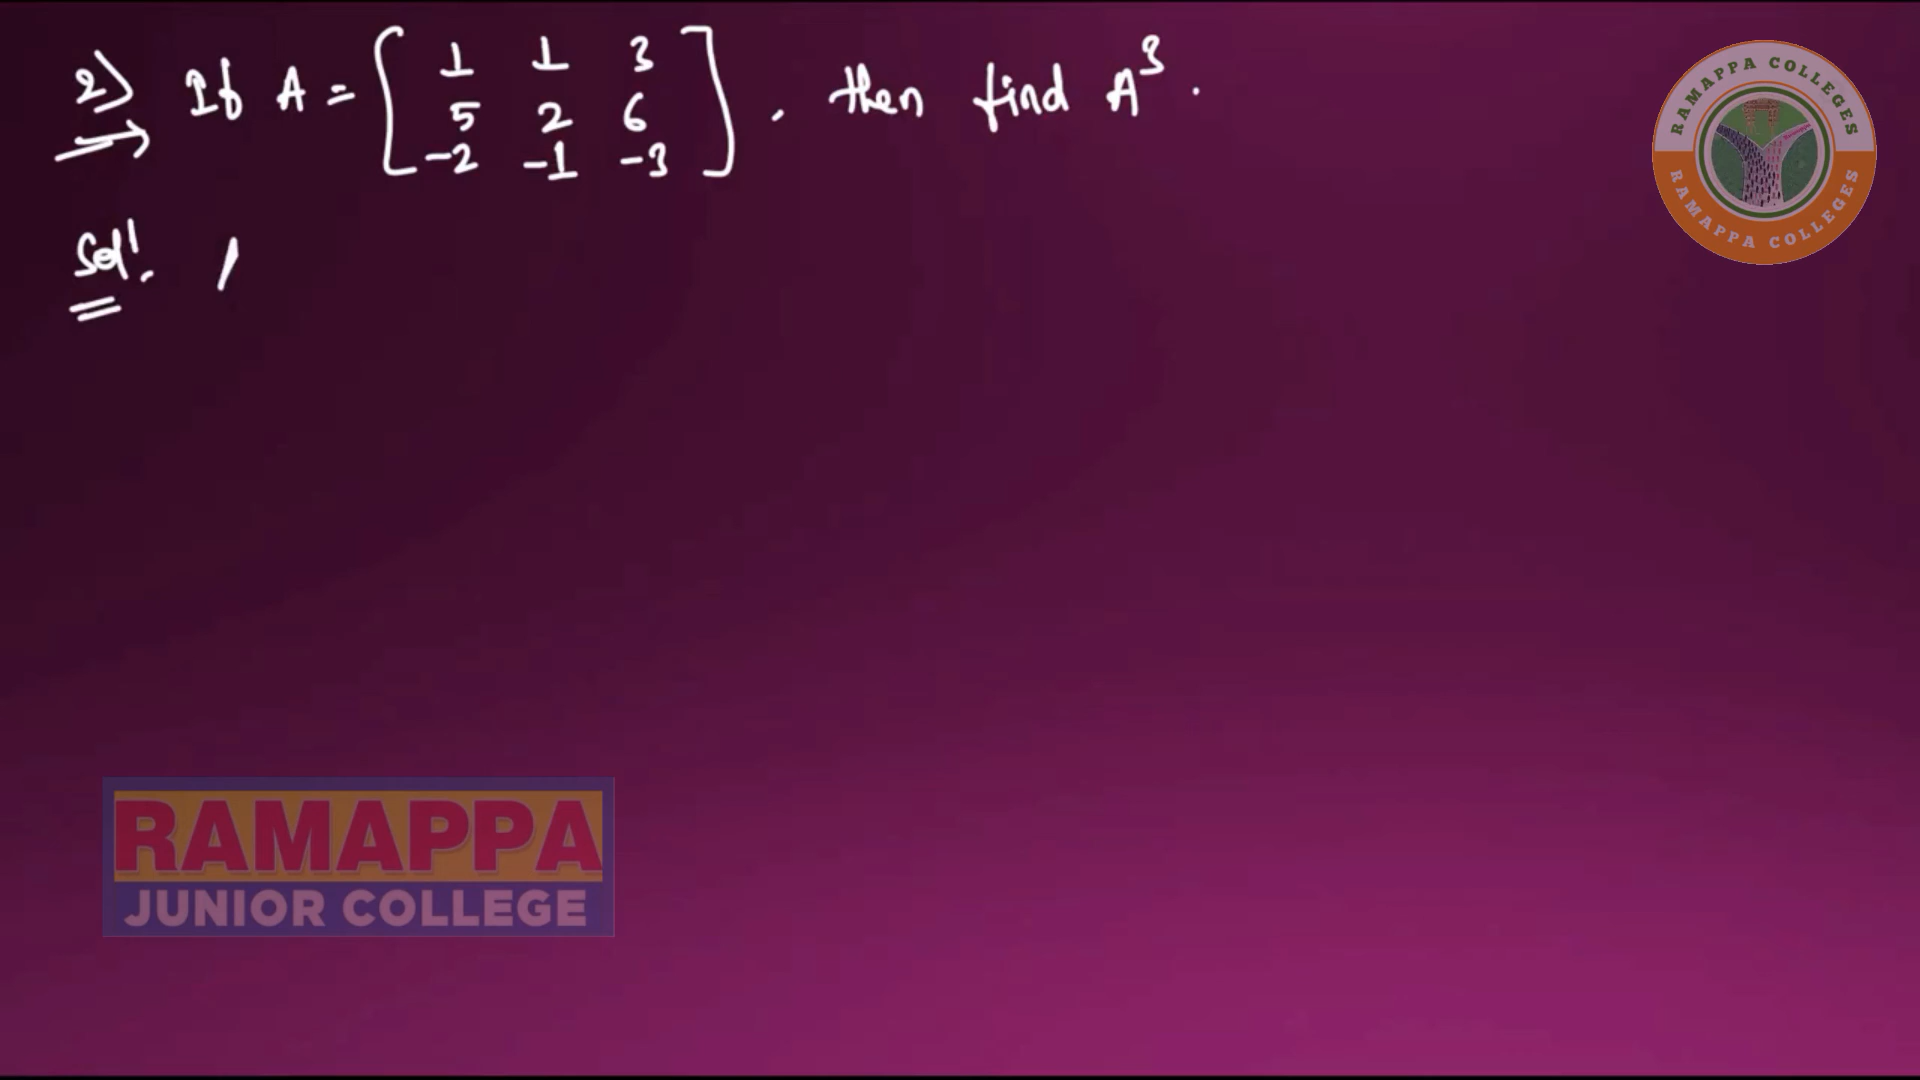 2) If A = [ 1 1 3
5 2 6
-2 -1 -3 ] . then find A³ .
Sol!.
RAMAPPA COLLEGES
RAMAPPA COLLEGES
RAMAPPA
JUNIOR COLLEGE